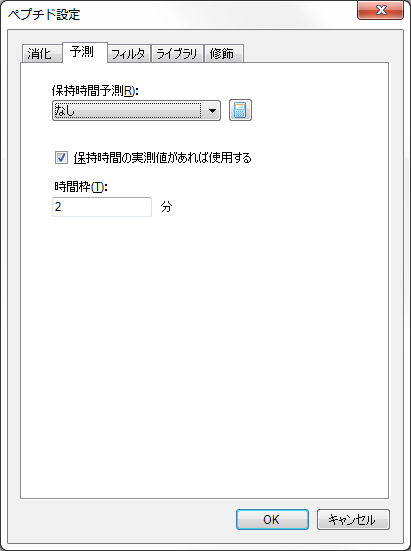 ペプチド設定
消化 予測 フィルタ ライブラリ 修飾
保持時間予測(R):
なし
保持時間の実測値があれば使用する
時間枠(T):
2 分
OK キャンセル